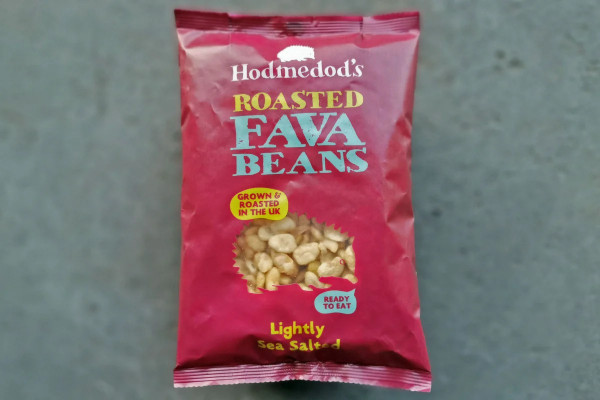 Hodmedod's
ROASTED
FAVA
BEANS
GROWN &
ROASTED
IN THE UK
READY
TO EAT
Lightly
Sea Salted